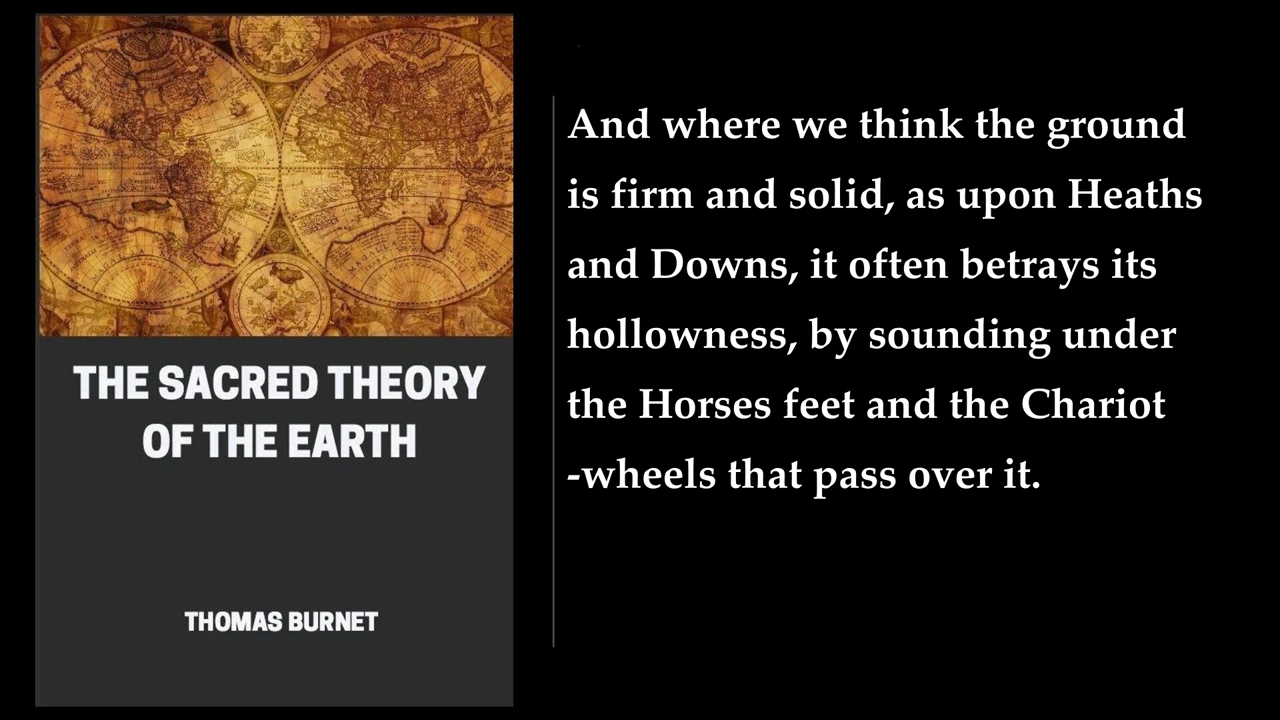 THE SACRED THEORY
OF THE EARTH
THOMAS BURNET
And where we think the ground
is firm and solid, as upon Heaths
and Downs, it often betrays its
hollowness, by sounding under
the Horses feet and the Chariot
-wheels that pass over it.